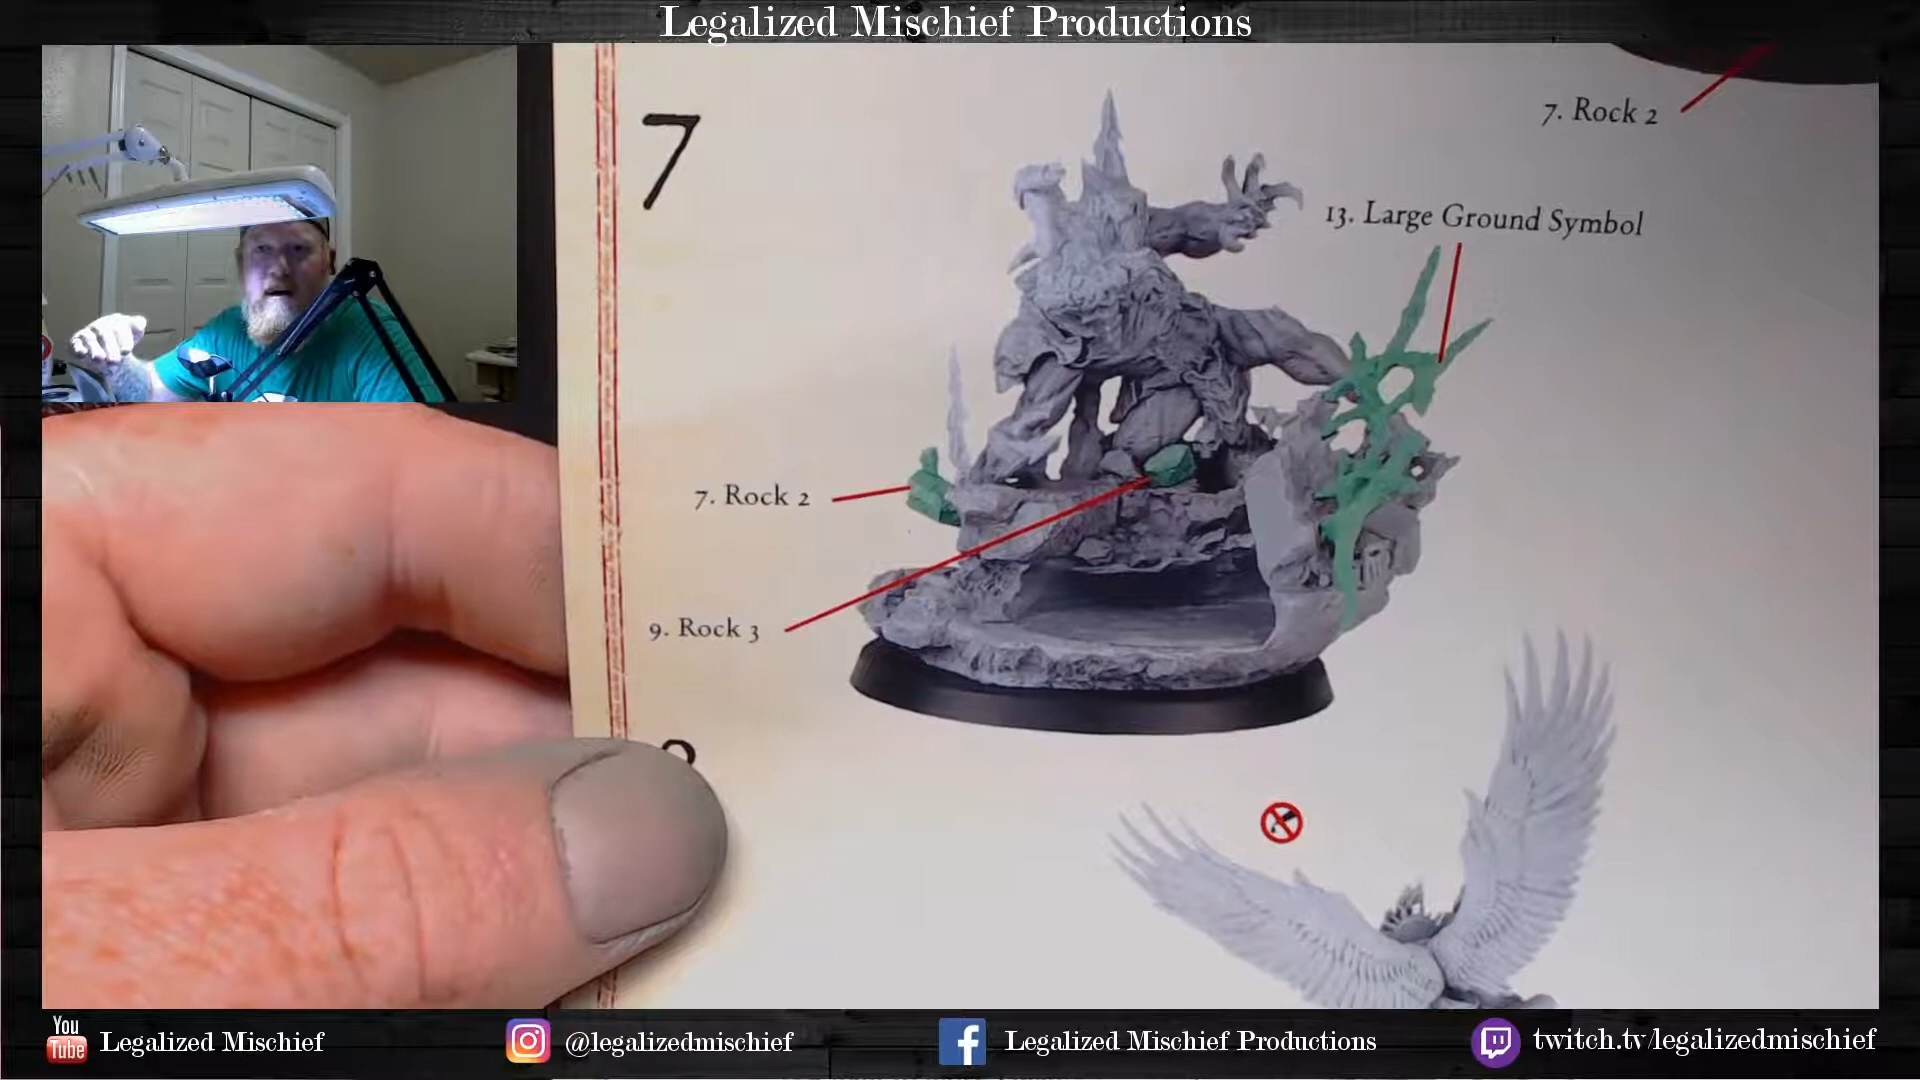 Legalized Mischief Productions
7
7. Rock 2
13. Large Ground Symbol
7. Rock 2
9. Rock 3
You
Tube
Legalized Mischief
@legalizedmischief
Legalized Mischief Productions
twitch.tv/legalizedmischief